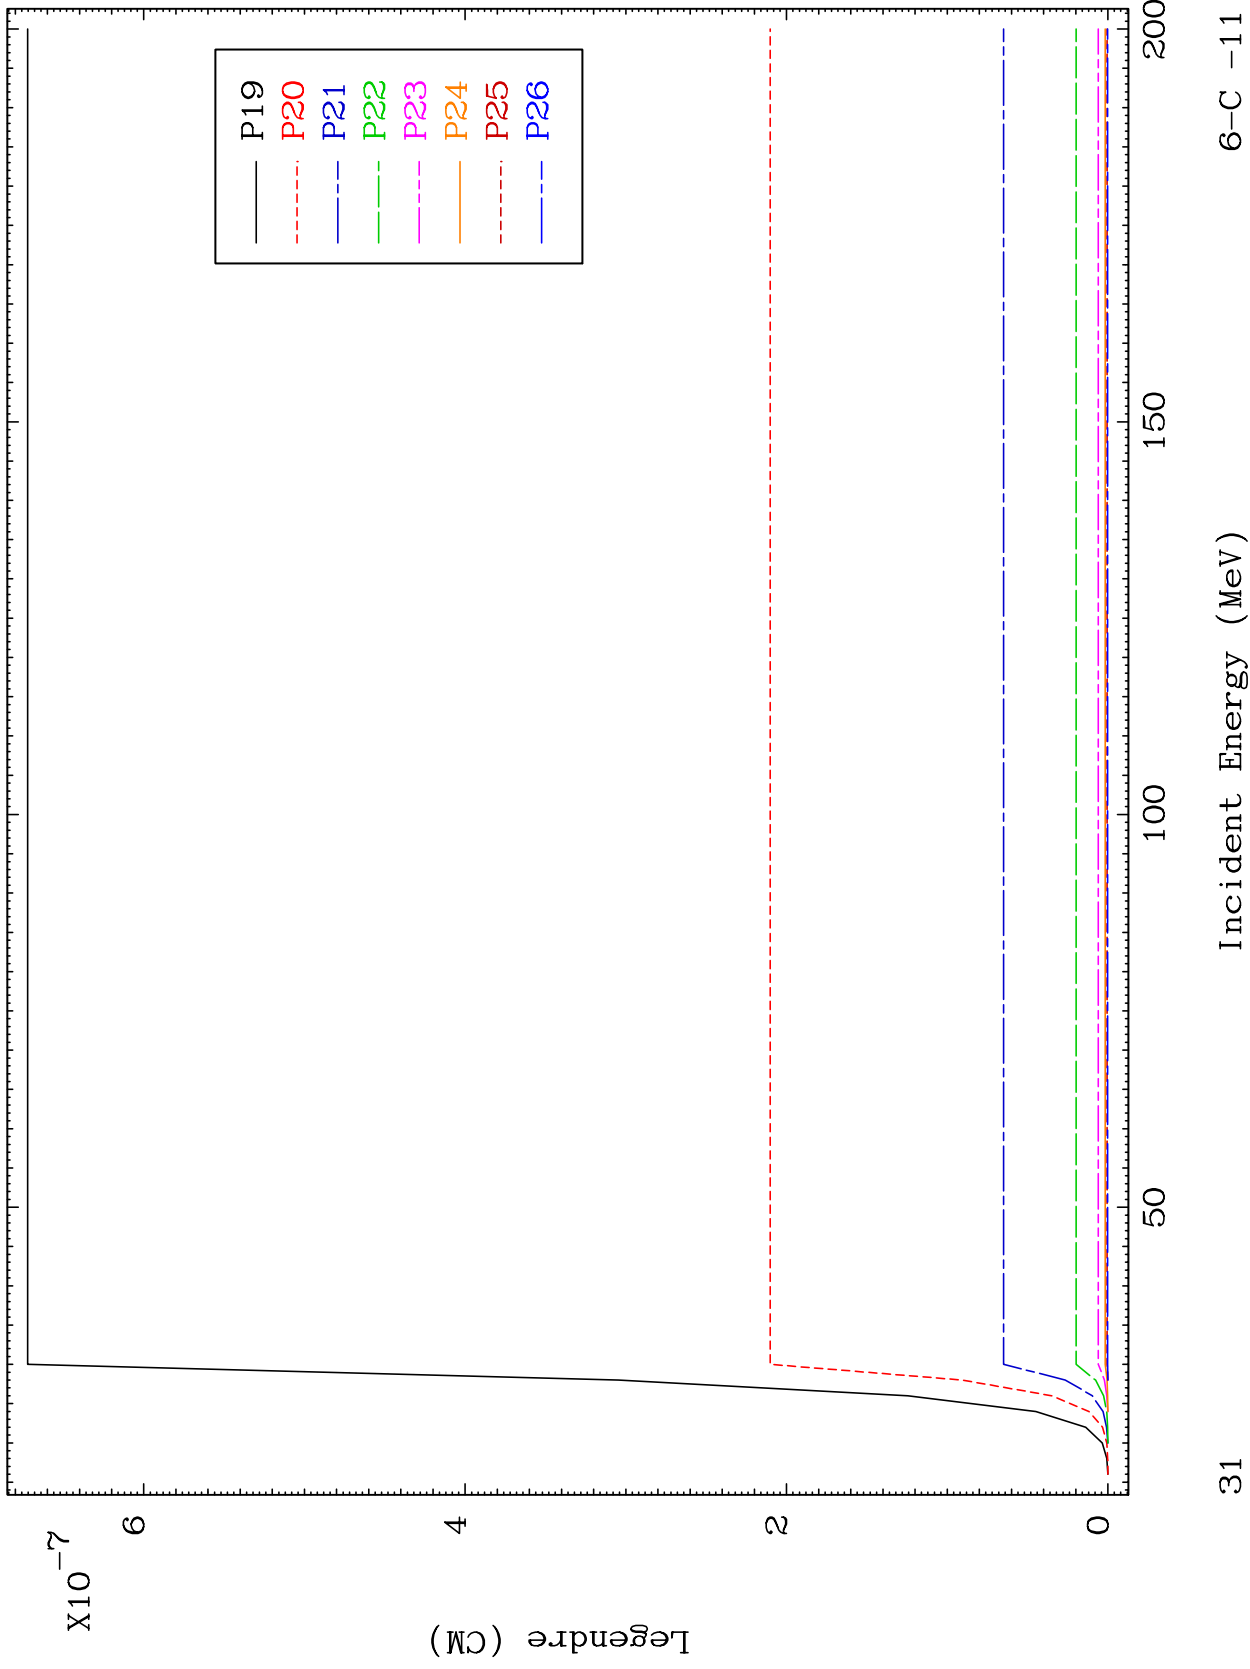 X10-7
6
4
2
0
Legendre (CM)
P19
P20
P21
P22
P23
P24
P25
P26
50
100
150
200
Incident Energy (MeV)
31
6-C -11